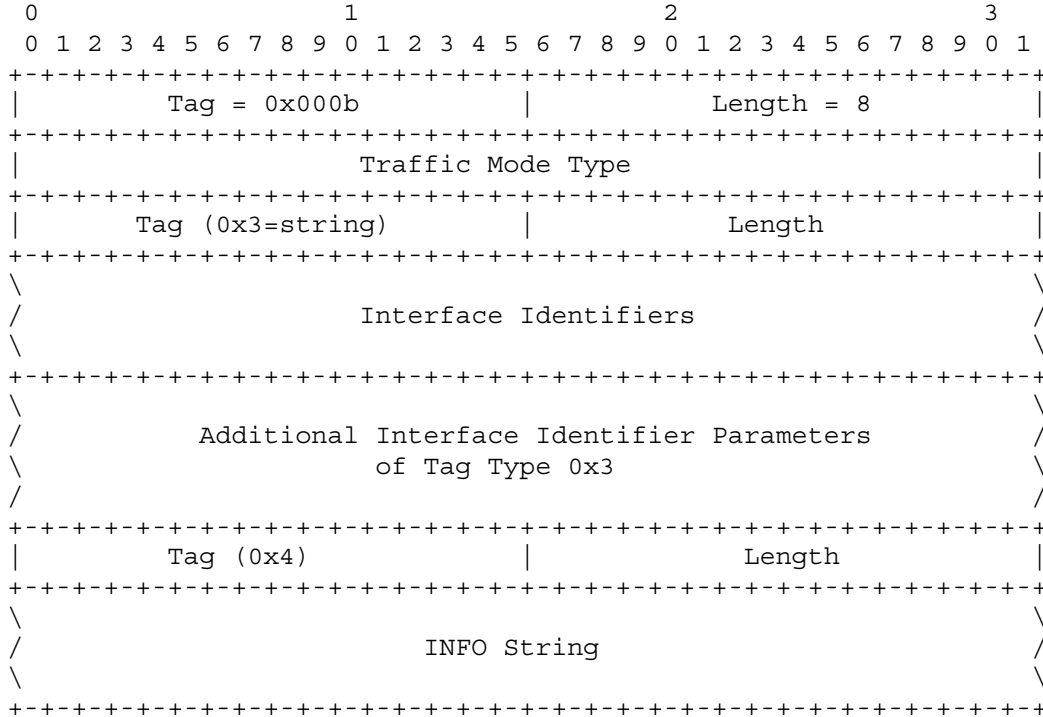 0                   1                   2                   3
 0 1 2 3 4 5 6 7 8 9 0 1 2 3 4 5 6 7 8 9 0 1 2 3 4 5 6 7 8 9 0 1
+-+-+-+-+-+-+-+-+-+-+-+-+-+-+-+-+-+-+-+-+-+-+-+-+-+-+-+-+-+-+-+-+
|         Tag = 0x000b          |           Length = 8          |
+-+-+-+-+-+-+-+-+-+-+-+-+-+-+-+-+-+-+-+-+-+-+-+-+-+-+-+-+-+-+-+-+
|                     Traffic Mode Type                         |
+-+-+-+-+-+-+-+-+-+-+-+-+-+-+-+-+-+-+-+-+-+-+-+-+-+-+-+-+-+-+-+-+
|       Tag (0x3=string)        |            Length             |
+-+-+-+-+-+-+-+-+-+-+-+-+-+-+-+-+-+-+-+-+-+-+-+-+-+-+-+-+-+-+-+-+
\                                                               \
/                     Interface Identifiers                     /
\                                                               \
+-+-+-+-+-+-+-+-+-+-+-+-+-+-+-+-+-+-+-+-+-+-+-+-+-+-+-+-+-+-+-+-+
\                                                               \
/           Additional Interface Identifier Parameters          /
\                      of Tag Type 0x3                          \
/                                                               /
+-+-+-+-+-+-+-+-+-+-+-+-+-+-+-+-+-+-+-+-+-+-+-+-+-+-+-+-+-+-+-+-+
|         Tag (0x4)             |             Length            |
+-+-+-+-+-+-+-+-+-+-+-+-+-+-+-+-+-+-+-+-+-+-+-+-+-+-+-+-+-+-+-+-+
\                                                               \
/                         INFO String                           /
\                                                               \
+-+-+-+-+-+-+-+-+-+-+-+-+-+-+-+-+-+-+-+-+-+-+-+-+-+-+-+-+-+-+-+-+